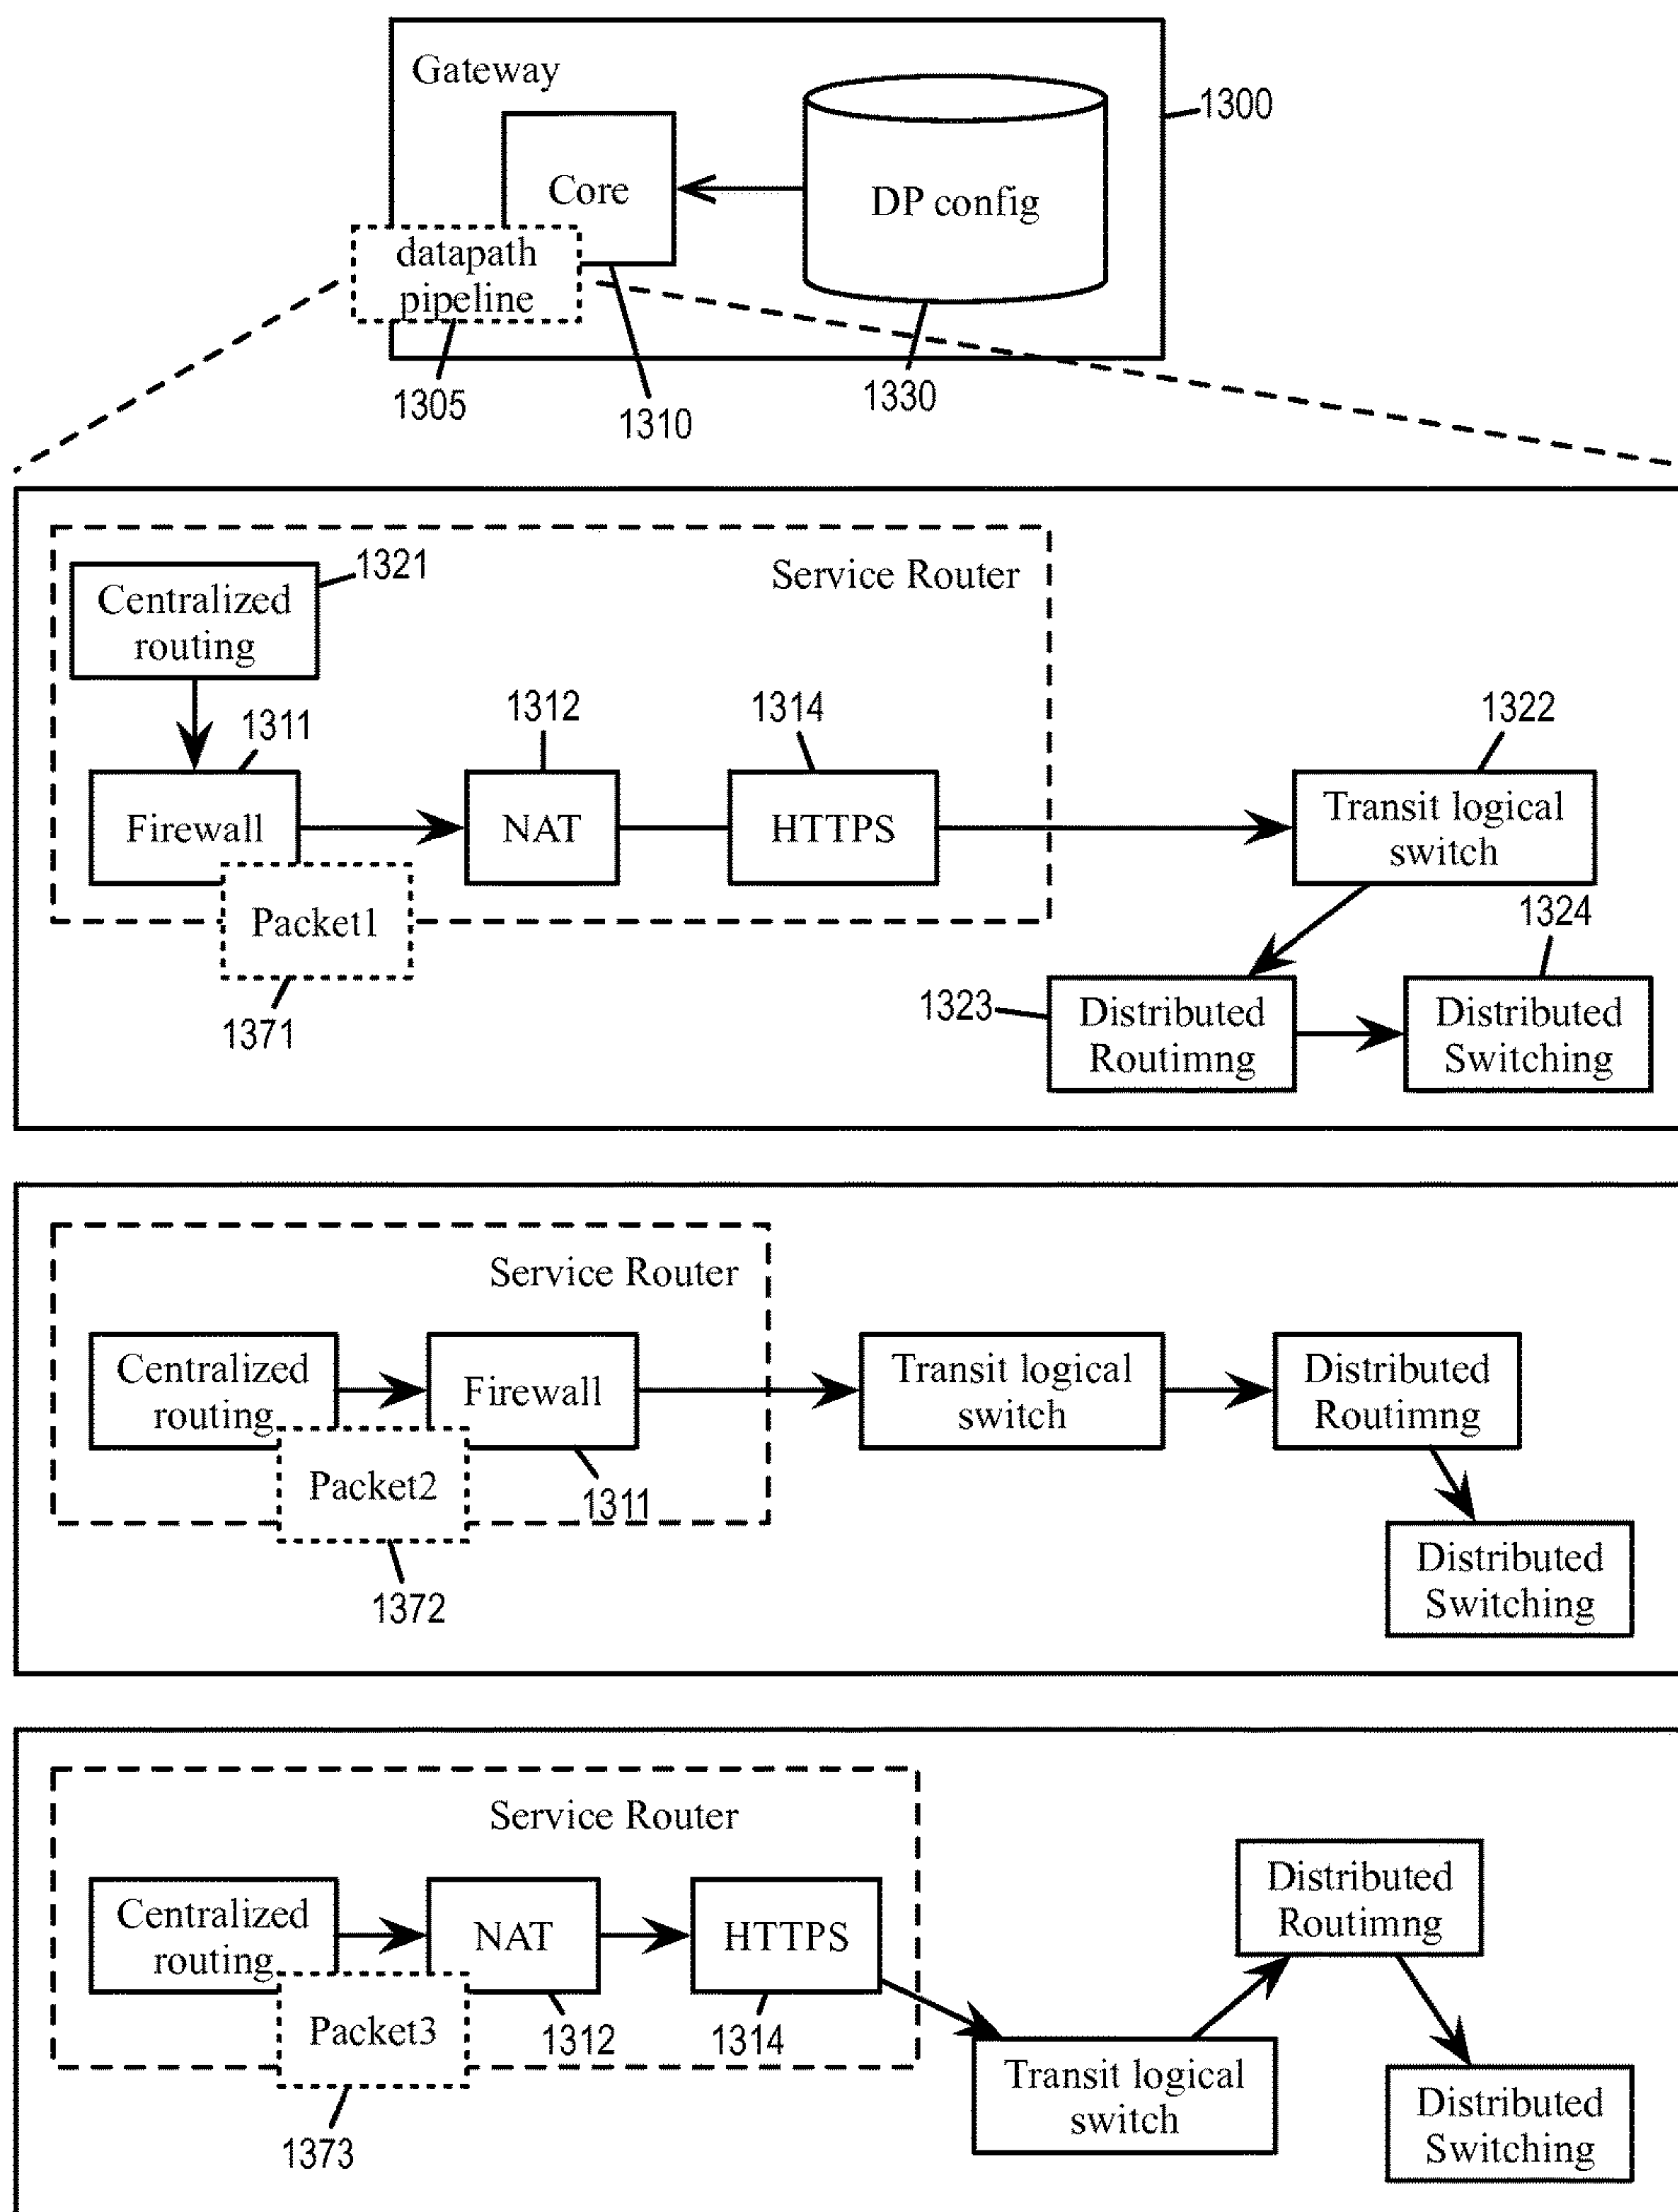 Gateway
1300
Core
DP config
datapath
pipeline
1305
1310
1330
1321
Service Router
Centralized
routing
1311
1312
1314
1322
Firewall
NAT
HTTPS
Transit logical
switch
Packet1
1324
1323
Distributed
Routimng
Distributed
Switching
1371
Service Router
Centralized
routing
Firewall
Transit logical
switch
Distributed
Routimng
Packet2
1311
Distributed
Switching
1372
Service Router
Centralized
routing
NAT
HTTPS
Distributed
Routimng
Packet3
1312
1314
Transit logical
switch
Distributed
Switching
1373